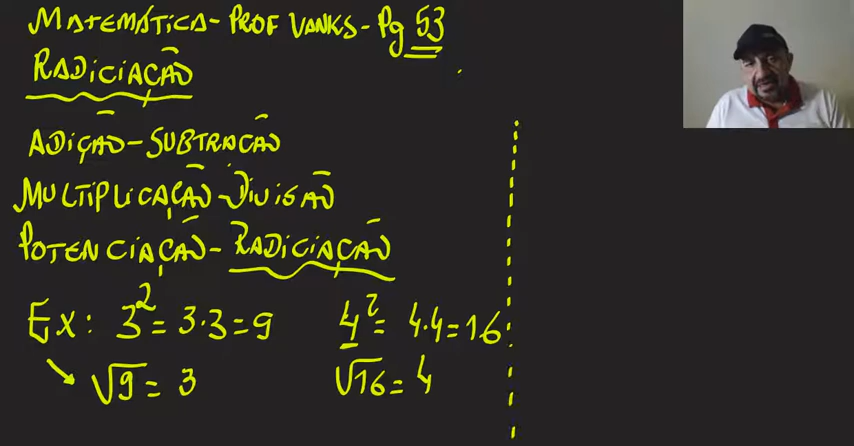 MATEMÁTICA - PROF VANKS - Pg 53
RADICIAÇÃO
ADIÇÃO - SUBTRAÇÃO
MULTIPLICAÇÃO - DIVISÃO
POTENCIAÇÃO - RADICIAÇÃO
Ex: 3² = 3·3 = 9 4² = 4·4 = 16
√9 = 3 √16 = 4